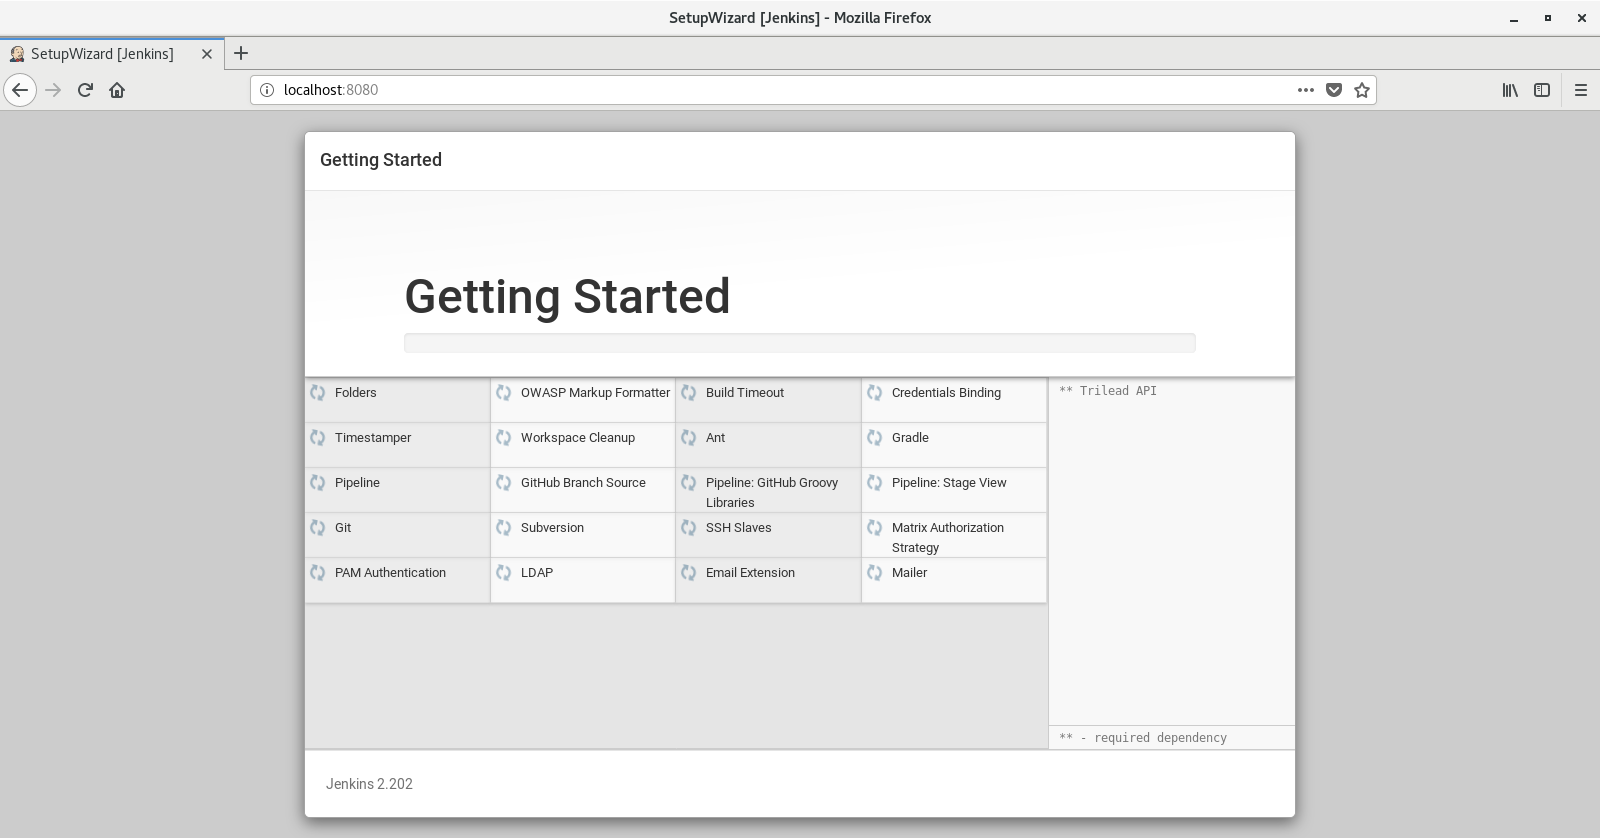 SetupWizard [Jenkins] - Mozilla Firefox
SetupWizard [Jenkins]
localhost:8080
Getting Started
Getting Started
Folders
OWASP Markup Formatter
Build Timeout
Credentials Binding
** Trilead API
Timestamper
Workspace Cleanup
Ant
Gradle
Pipeline
GitHub Branch Source
Pipeline: GitHub Groovy
Libraries
Pipeline: Stage View
Git
Subversion
SSH Slaves
Matrix Authorization
Strategy
PAM Authentication
LDAP
Email Extension
Mailer
** - required dependency
Jenkins 2.202